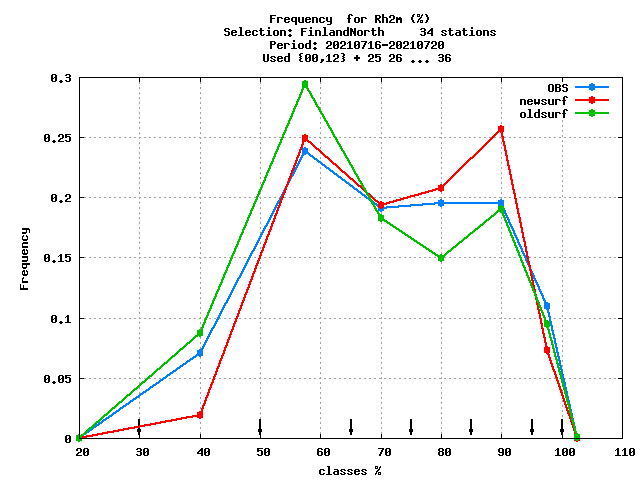 Frequency  for Rh2m (%)
Selection: FinlandNorth     34 stations
Period: 20210716-20210720
Used {00,12} + 25 26 ... 36
0.3
0.25
0.2
0.15
0.1
0.05
0
Frequency
OBS
newsurf
oldsurf
20 30 40 50 60 70 80 90 100 110
classes %